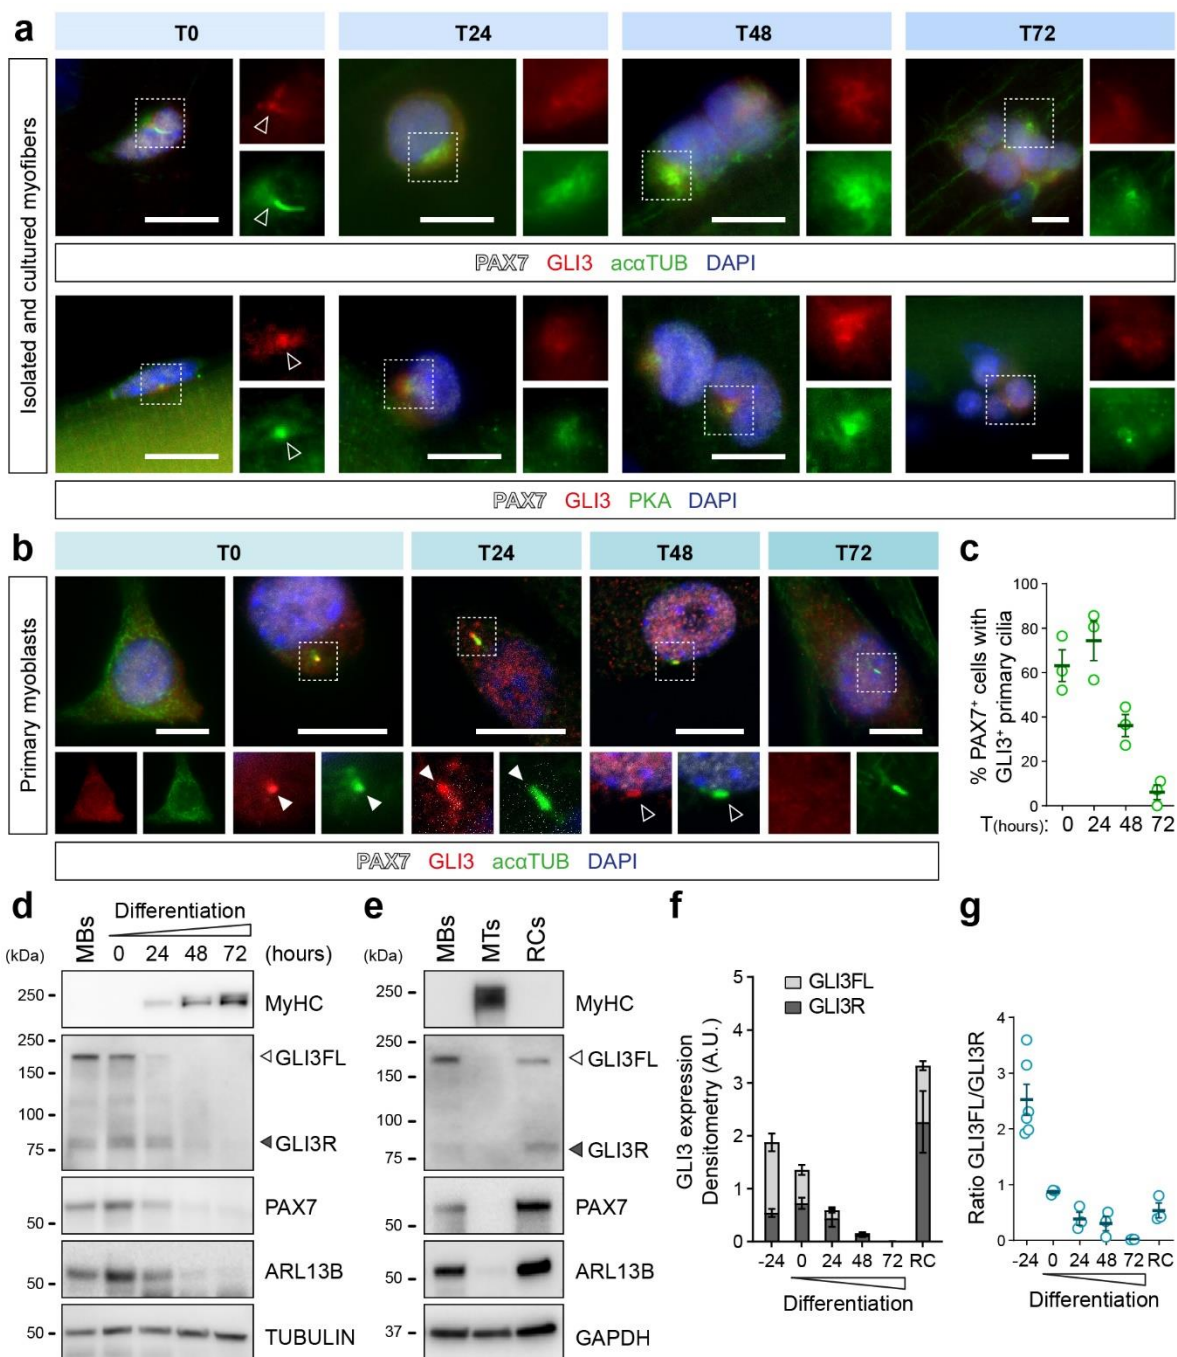 a
T0 T24 T48 T72
Isolated and cultured myofibers
PAX7 GLI3 acαTUB DAPI
PAX7 GLI3 PKA DAPI
b
T0 T24 T48 T72
Primary myoblasts
PAX7 GLI3 acαTUB DAPI
c
% PAX7⁺ cells with
GLI3⁺ primary cilia
100
80
60
40
20
0
T(hours): 0 24 48 72
d
Differentiation
(kDa) MBs 0 24 48 72 (hours)
250 MyHC
250
GLI3FL
150
100
75 GLI3R
50 PAX7
50 ARL13B
50 TUBULIN
e
(kDa) MBs MTs RCs
250 MyHC
250
GLI3FL
150
100
75 GLI3R
50 PAX7
50 ARL13B
37 GAPDH
f
GLI3 expression
Densitometry (A.U.)
GLI3FL
GLI3R
5
4
3
2
1
0
-24 0 24 48 72 RC
Differentiation
g
Ratio GLI3FL/GLI3R
4
3
2
1
0
-24 0 24 48 72 RC
Differentiation